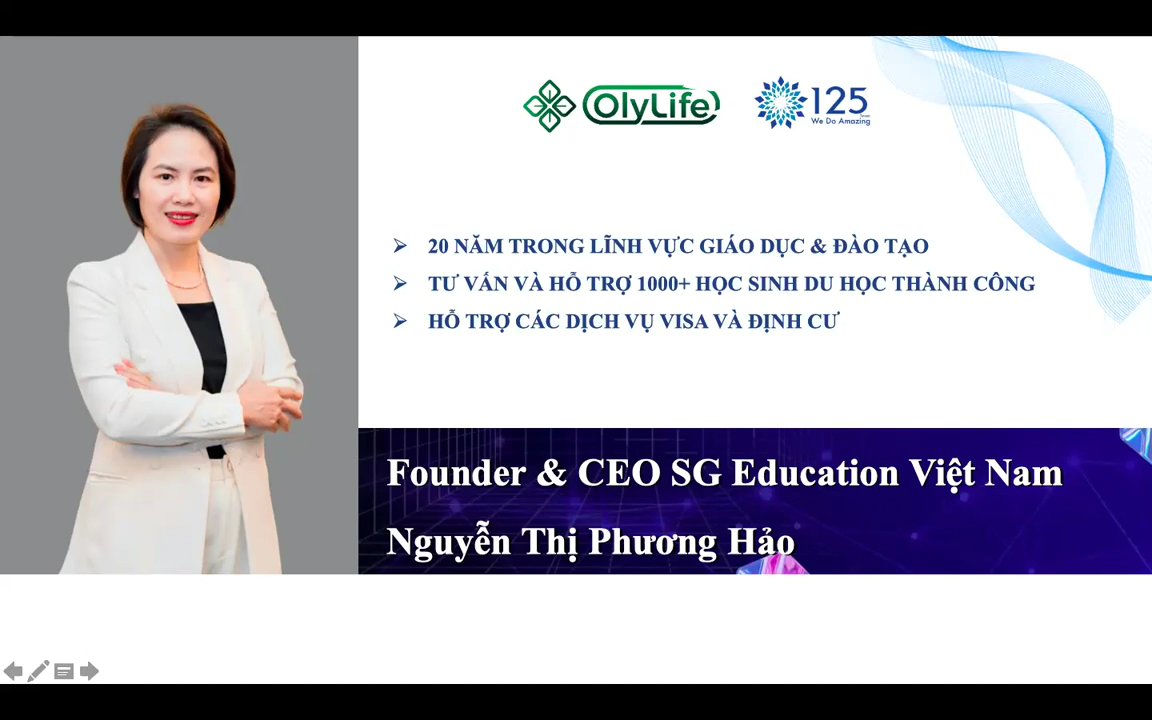 OlyLife
125
We Do Amazing
20 NĂM TRONG LĨNH VỰC GIÁO DỤC & ĐÀO TẠO
TƯ VẤN VÀ HỖ TRỢ 1000+ HỌC SINH DU HỌC THÀNH CÔNG
HỖ TRỢ CÁC DỊCH VỤ VISA VÀ ĐỊNH CƯ
Founder & CEO SG Education Việt Nam
Nguyễn Thị Phương Hảo